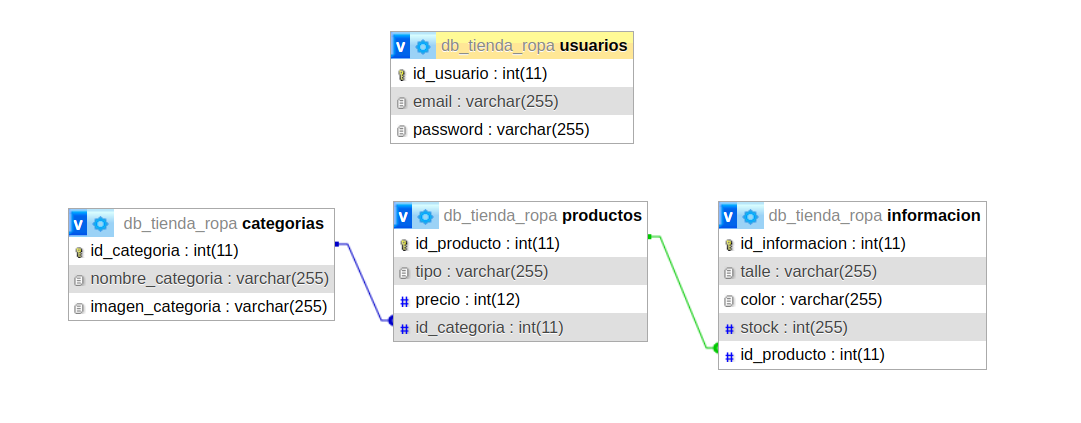 v db_tienda_ropa usuarios
id_usuario : int(11)
email : varchar(255)
password : varchar(255)
v db_tienda_ropa categorias
id_categoria : int(11)
nombre_categoria : varchar(255)
imagen_categoria : varchar(255)
v db_tienda_ropa productos
id_producto : int(11)
tipo : varchar(255)
# precio : int(12)
# id_categoria : int(11)
v db_tienda_ropa informacion
id_informacion : int(11)
talle : varchar(255)
color : varchar(255)
# stock : int(255)
# id_producto : int(11)